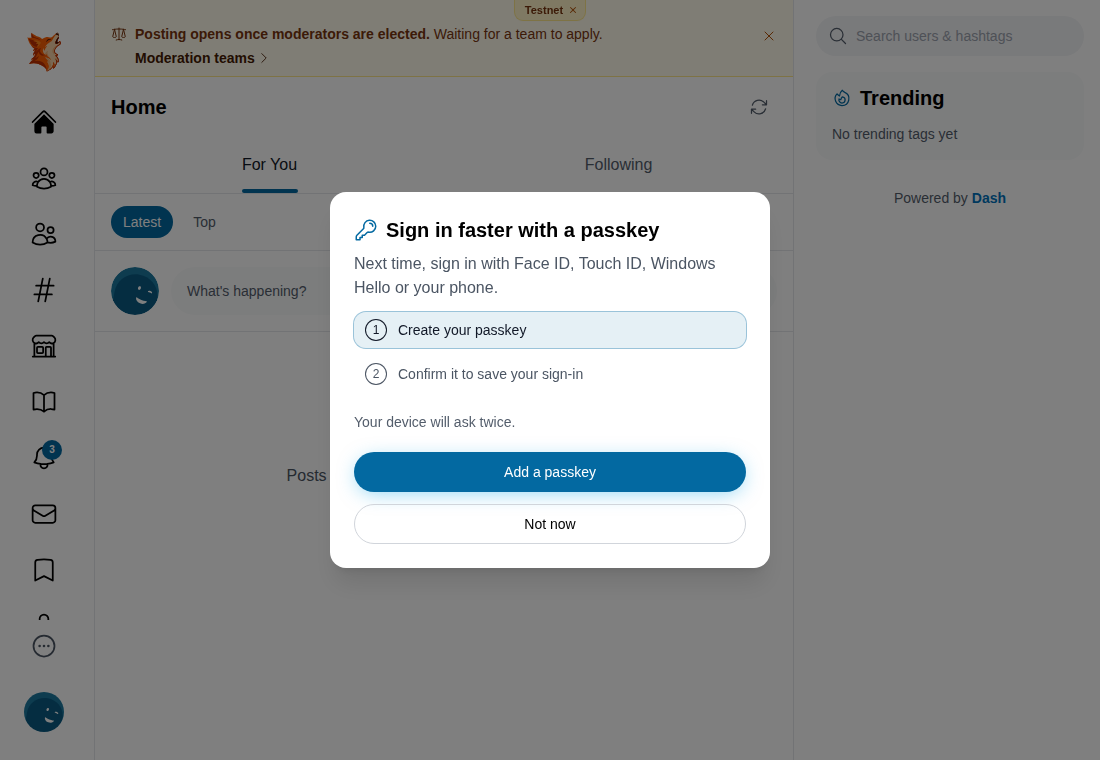 Testnet
Posting opens once moderators are elected. Waiting for a team to apply.
Moderation teams
Search users & hashtags
Home
Trending
No trending tags yet
For You
Following
Powered by Dash
Latest
Top
What's happening?
Sign in faster with a passkey
Next time, sign in with Face ID, Touch ID, Windows
Hello or your phone.
1 Create your passkey
2 Confirm it to save your sign-in
Your device will ask twice.
3
Posts
Add a passkey
Not now